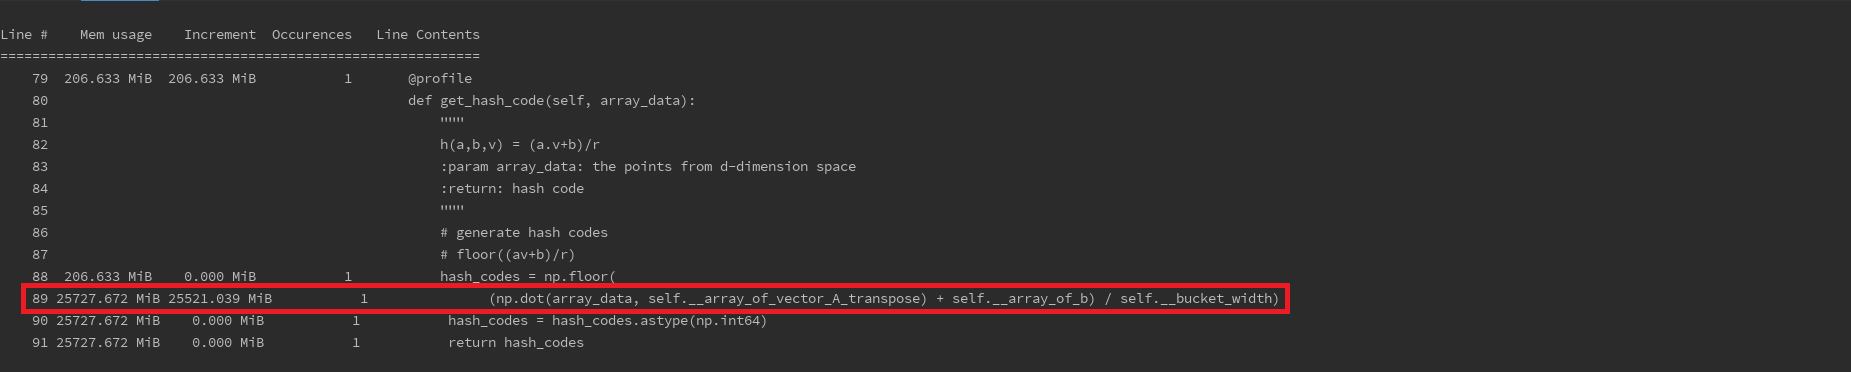 Line #    Mem usage    Increment  Occurences   Line Contents
============================================================
    79  206.633 MiB  206.633 MiB           1       @profile
    80                                             def get_hash_code(self, array_data):
    81                                                 """
    82                                                 h(a,b,v) = (a.v+b)/r
    83                                                 :param array_data: the points from d-dimension space
    84                                                 :return: hash code
    85                                                 """
    86                                                 # generate hash codes
    87                                                 # floor((av+b)/r)
    88  206.633 MiB    0.000 MiB           1           hash_codes = np.floor(
    89 25727.672 MiB 25521.039 MiB           1               (np.dot(array_data, self.__array_of_vector_A_transpose) + self.__array_of_b) / self.__bucket_width)
    90 25727.672 MiB    0.000 MiB           1           hash_codes = hash_codes.astype(np.int64)
    91 25727.672 MiB    0.000 MiB           1           return hash_codes